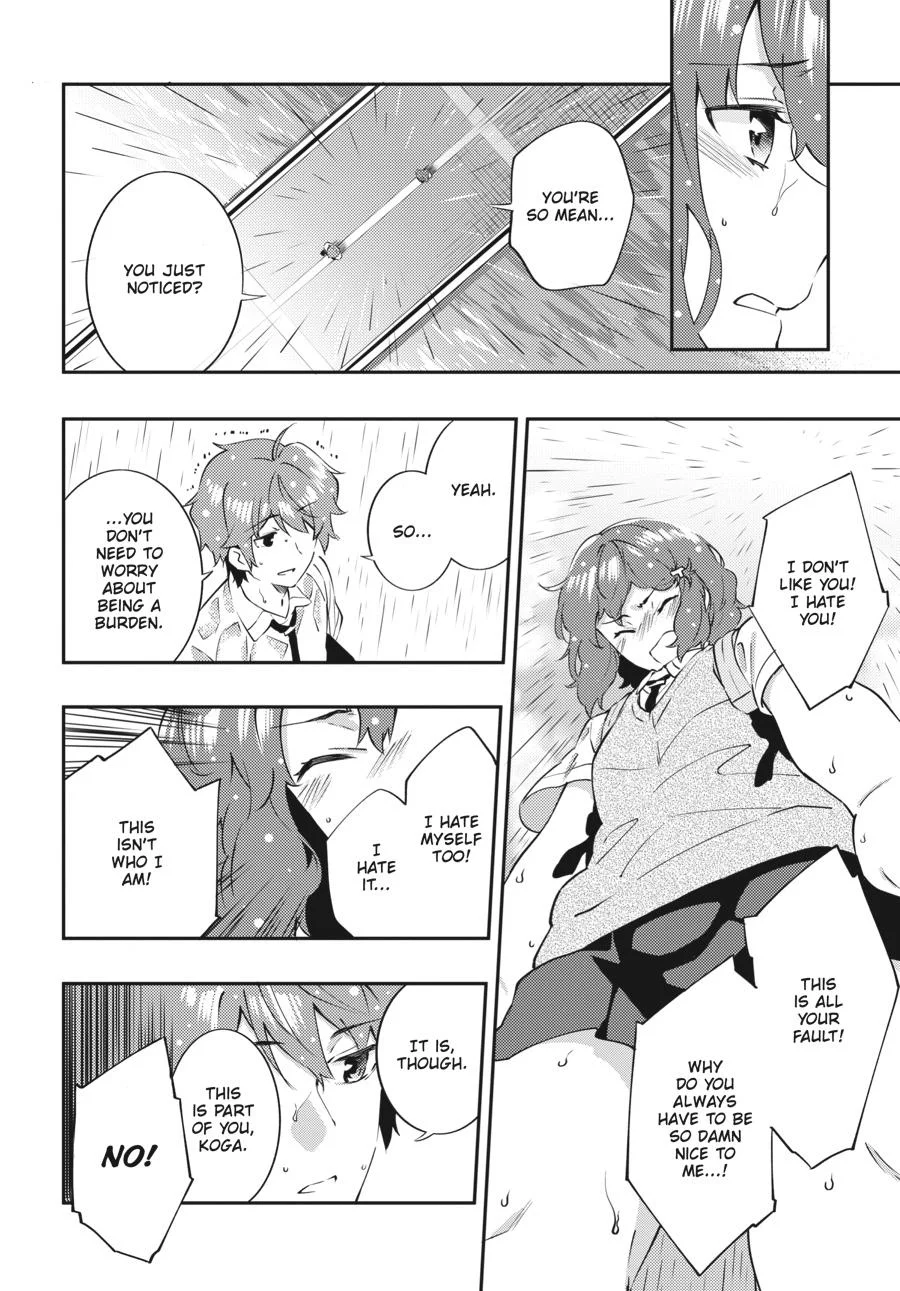 YOU'RE
SO MEAN...
YOU JUST
NOTICED?
YEAH.
SO...
...YOU
DON'T
NEED TO
WORRY
ABOUT
BEING A
BURDEN.
I DON'T
LIKE YOU!
I HATE
YOU!
THIS
IS ALL
YOUR
FAULT!
WHY
DO YOU
ALWAYS
HAVE TO BE
SO DAMN
NICE TO
ME...!
I HATE
MYSELF
TOO!
I
HATE
IT...
THIS
ISN'T
WHO I
AM!
IT IS,
THOUGH.
THIS
IS PART
OF YOU,
KOGA.
NO!